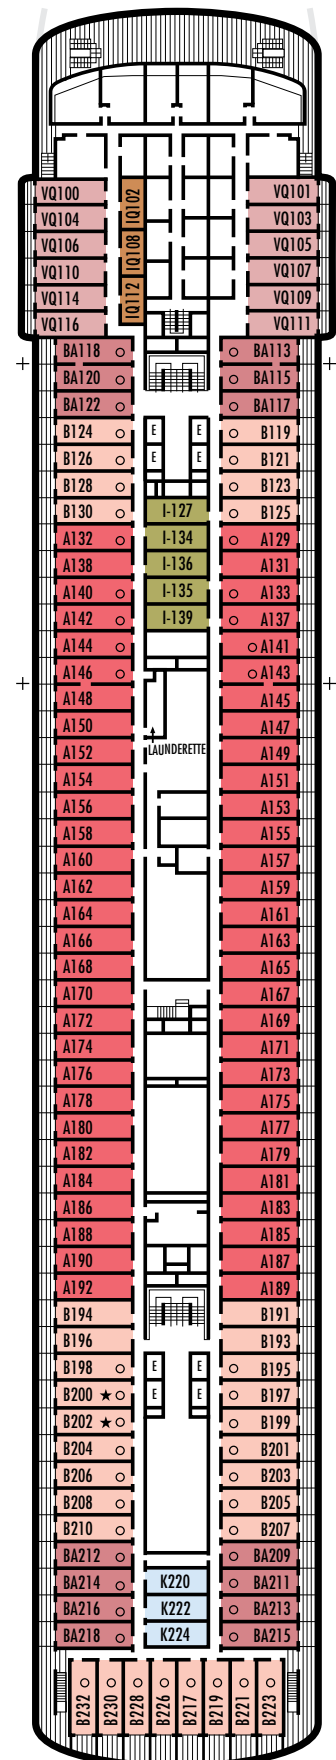 VQ100 IQ102 VQ101
VQ104 VQ103
VQ106 IQ108 VQ105
VQ110 VQ107
VQ114 IQ112 VQ109
VQ116 VQ111
BA118 BA113
BA120 BA115
BA122 BA117
B124 E E B119
B126 E E B121
B128 B123
B130 I-127 B125
A132 I-134 A129
A138 I-136 A131
A140 I-135 A133
A142 I-139 A137
A144 A141
A146 A143
A148 A145
A150 A147
A152 LAUNDERETTE A149
A154 A151
A156 A153
A158 A155
A160 A157
A162 A159
A164 A161
A166 A163
A168 A165
A170 A167
A172 A169
A174 A171
A176 A173
A178 A175
A180 A177
A182 A179
A184 A181
A186 A183
A188 A185
A190 A187
A192 A189
B194 B191
B196 B193
B198 E E B195
B200 ★ E E B197
B202 ★ B199
B204 B201
B206 B203
B208 B205
B210 B207
BA212 BA209
BA214 K220 BA211
BA216 K222 BA213
BA218 K224 BA215
B232 B230 B228 B226 B217 B219 B221 B223